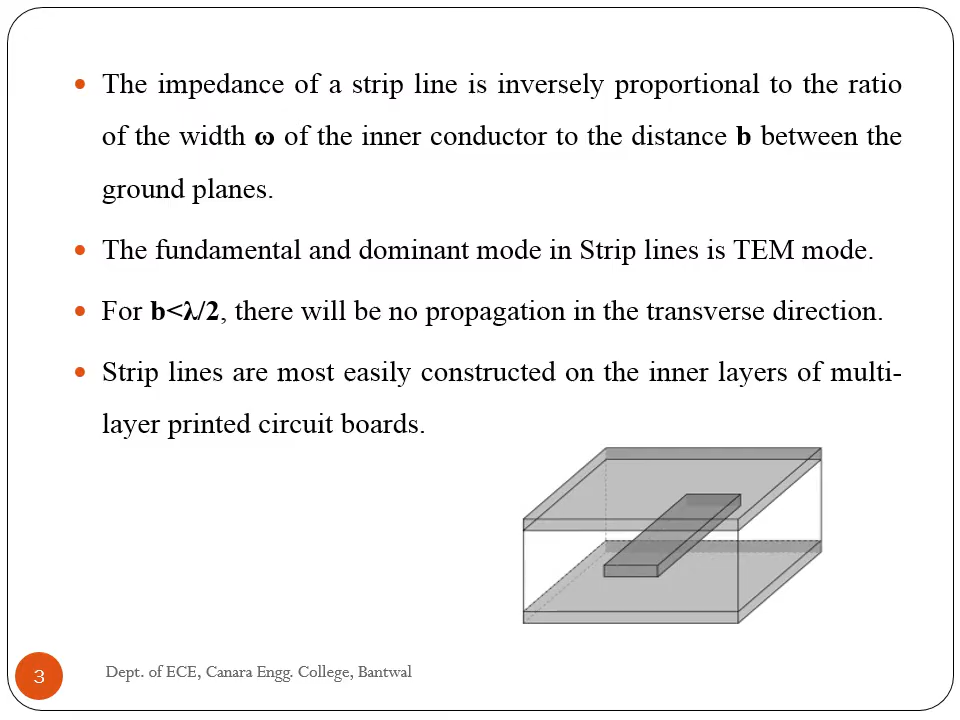 • The impedance of a strip line is inversely proportional to the ratio
of the width ω of the inner conductor to the distance b between the
ground planes.
• The fundamental and dominant mode in Strip lines is TEM mode.
• For b<λ/2, there will be no propagation in the transverse direction.
• Strip lines are most easily constructed on the inner layers of multi-
layer printed circuit boards.
3
Dept. of ECE, Canara Engg. College, Bantwal